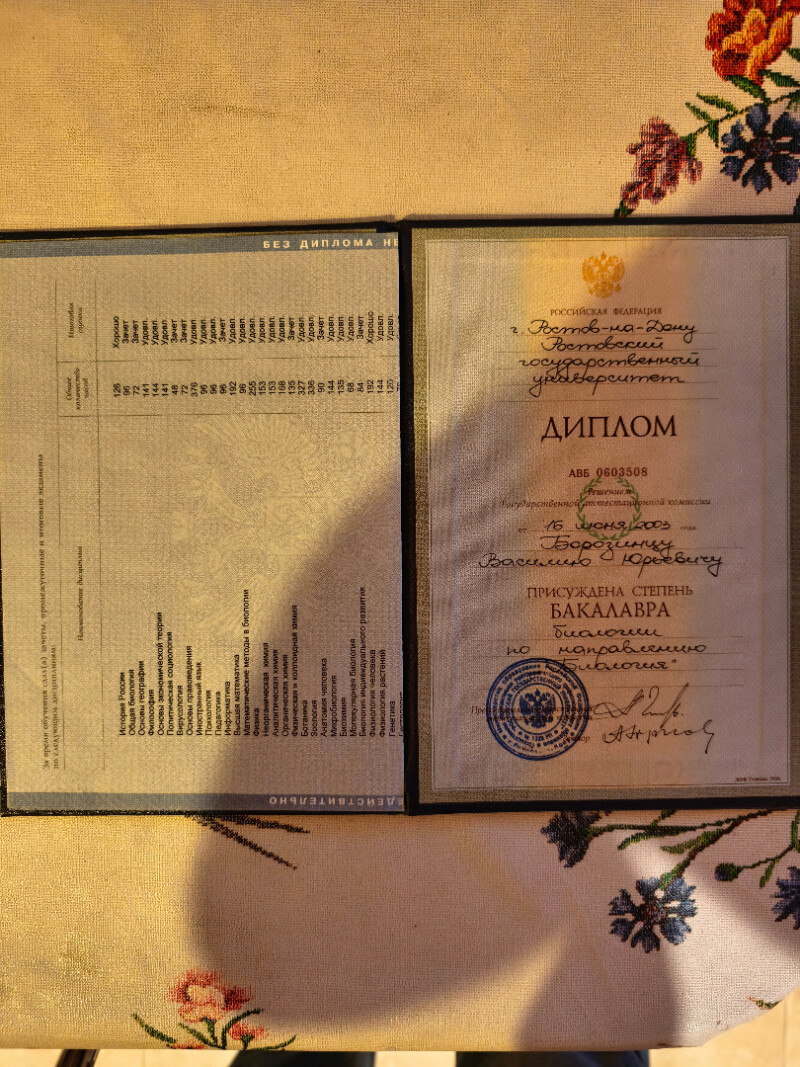 БЕЗ ДИПЛОМА НЕ
За время обучения сдал(а) зачеты, промежуточные и итоговые экзамены
по следующим дисциплинам:
Наименование дисциплин Общее количество часов Итоговая оценка
История России 126 Хорошо
Общая биология 96 Зачет
Основы географии 72 Зачет
Философия 141 Удовл.
Основы экономической теории 144 Удовл.
Политическая социология 141 Удовл.
Вирусология 48 Зачет
Основы правоведения 72 Зачет
Иностранный язык 376 Удовл.
Психология 96 Удовл.
Педагогика 96 Зачет
Информатика 96 Зачет
Высшая математика 192 Удовл.
Математические методы в биологии 96 Удовл.
Физика 255 Удовл.
Неорганическая химия 153 Удовл.
Аналитическая химия 153 Удовл.
Органическая химия 168 Удовл.
Физическая и коллоидная химия 135 Зачет
Ботаника 327 Удовл.
Зоология 336 Удовл.
Анатомия человека 90 Зачет
Микробиология 144 Удовл.
Биохимия 135 Удовл.
Молекулярная биология 68 Удовл.
Биология индивидуального развития 84 Зачет
Физиология человека 192 Хорошо
Физиология растений 144 Удовл.
Генетика 120 Удовл.
ЕДЕЙСТВИТЕЛЬНО
РОССИЙСКАЯ ФЕДЕРАЦИЯ
г. Ростов-на-Дону
Ростовский
государственный
университет
ДИПЛОМ
АВБ 0603508
Решением
Государственной аттестационной комиссии
от 16 июня 2003 года
Борозинцу
Василию Юрьевичу
ПРИСУЖДЕНА СТЕПЕНЬ
БАКАЛАВРА
биологии
по направлению
"Биология"